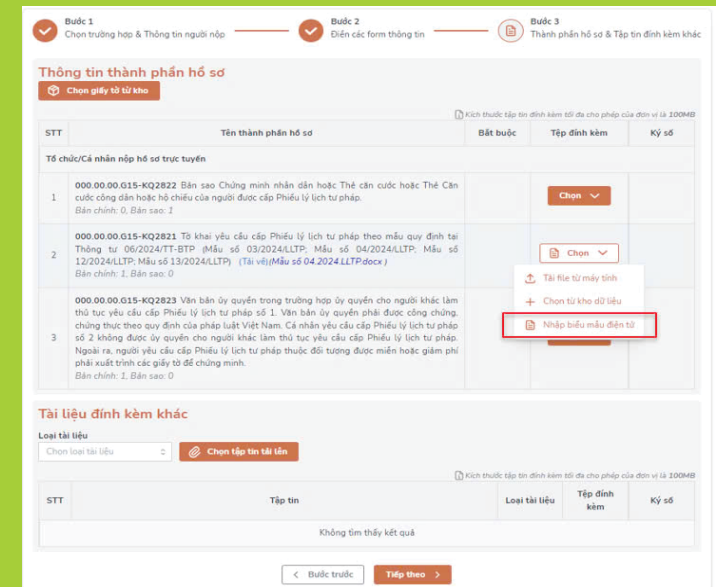 Bước 1
Chọn trường hợp & Thông tin người nộp
Bước 2
Điền các form thông tin
Bước 3
Thành phần hồ sơ & Tập tin đính kèm khác
Thông tin thành phần hồ sơ
Chọn giấy tờ từ kho
Kích thước tập tin đính kèm tối đa cho phép của đơn vị là 100MB
STT Tên thành phần hồ sơ Bắt buộc Tệp đính kèm Ký số
Tổ chức/Cá nhân nộp hồ sơ trực tuyến
000.00.00.G15-KQ2822 Bản sao Chứng minh nhân dân hoặc Thẻ căn cước hoặc Thẻ Căn
1 cước công dân hoặc hộ chiếu của người được cấp Phiếu lý lịch tư pháp. Chọn
Bản chính: 0, Bản sao: 1
000.00.00.G15-KQ2821 Tờ khai yêu cầu cấp Phiếu lý lịch tư pháp theo mẫu quy định tại
Thông tư 06/2024/TT-BTP (Mẫu số 03/2024/LLTP; Mẫu số 04/2024/LLTP; Mẫu số
2 12/2024/LLTP; Mẫu số 13/2024/LLTP) (Tải về)(Mẫu số 04.2024.LLTP.docx ) Chọn
Bản chính: 1, Bản sao: 0
Tải file từ máy tính
Chọn từ kho dữ liệu
Nhập biểu mẫu điện tử
000.00.00.G15-KQ2823 Văn bản ủy quyền trong trường hợp ủy quyền cho người khác làm
thủ tục yêu cầu cấp Phiếu lý lịch tư pháp số 1. Văn bản ủy quyền phải được công chứng,
chứng thực theo quy định của pháp luật Việt Nam. Cá nhân yêu cầu cấp Phiếu lý lịch tư pháp
3 số 2 không được ủy quyền cho người khác làm thủ tục yêu cầu cấp Phiếu lý lịch tư pháp.
Ngoài ra, người yêu cầu cấp Phiếu lý lịch tư pháp thuộc đối tượng được miễn hoặc giảm phí
phải xuất trình các giấy tờ để chứng minh.
Bản chính: 1, Bản sao: 0
Tài liệu đính kèm khác
Loại tài liệu
Chọn loại tài liệu Chọn tệp tin tải lên
Kích thước tập tin đính kèm tối đa cho phép của đơn vị là 100MB
STT Tập tin Loại tài liệu Tệp đính kèm Ký số
Không tìm thấy kết quả
Bước trước Tiếp theo